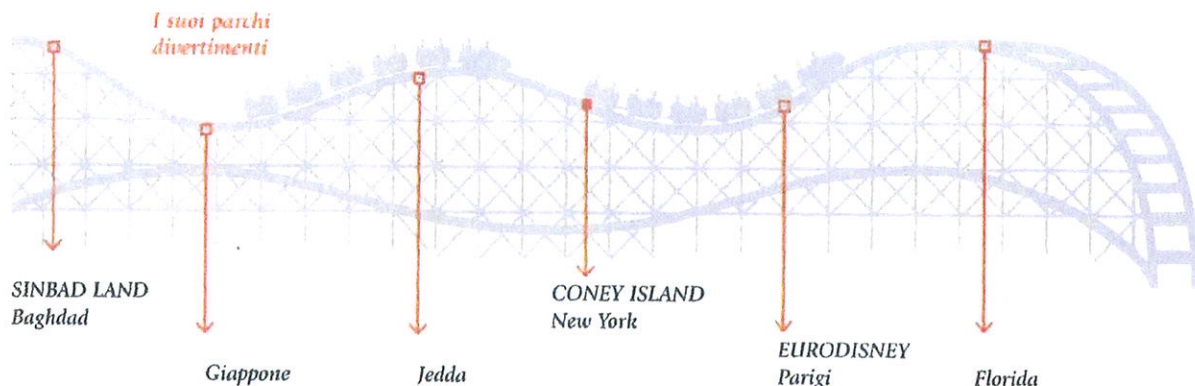 I suoi parchi
divertimenti
SINBAD LAND
Baghdad
Giappone
Jedda
CONEY ISLAND
New York
EURODISNEY
Parigi
Florida